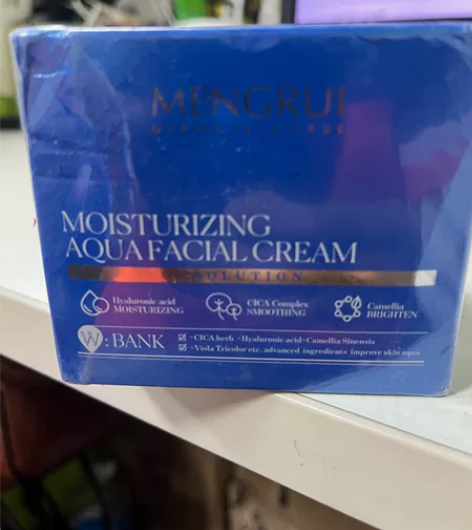 MENGRUI
MOISTURIZING
AQUA FACIAL CREAM
SOLUTION
Hyaluronic acid
MOISTURIZING
CICA Complex
SMOOTHING
Camellia
BRIGHTEN
W:BANK
CICA herb +Hyaluronic acid+Camellia Sinensis
+Viola Tricolor etc. advanced ingredients improve skin aqua